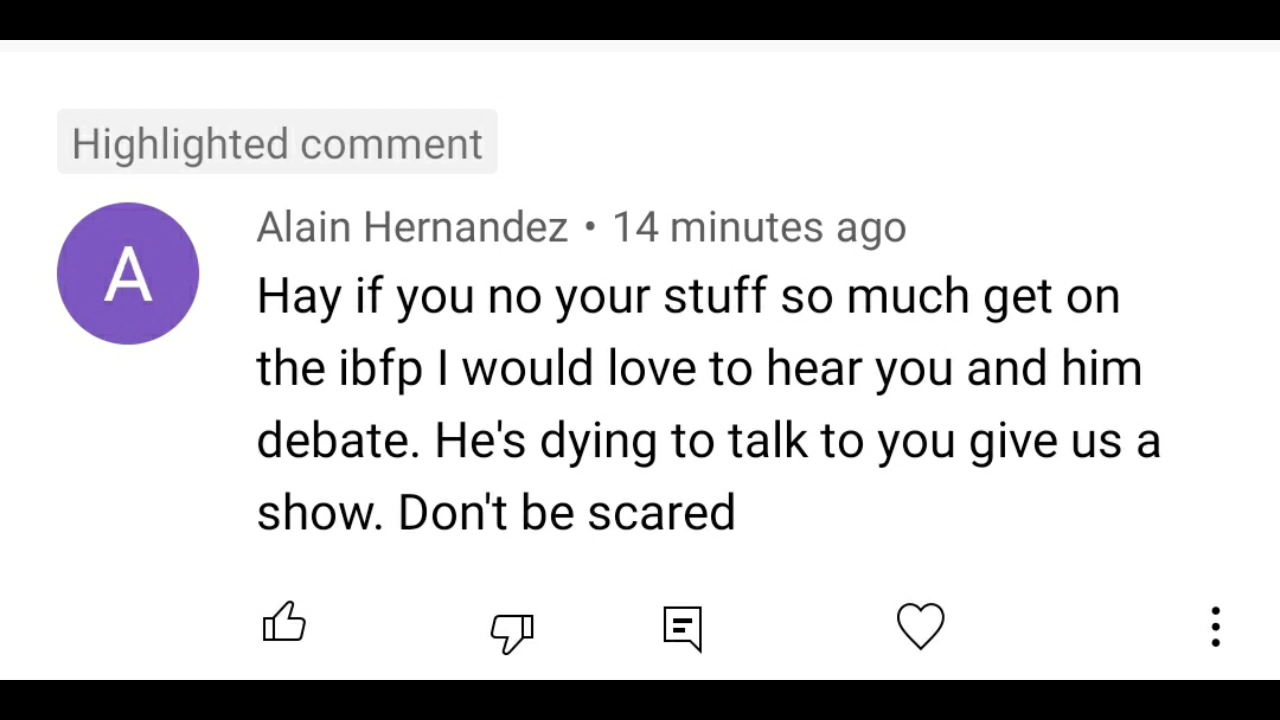 Highlighted comment
A
Alain Hernandez • 14 minutes ago
Hay if you no your stuff so much get on
the ibfp I would love to hear you and him
debate. He's dying to talk to you give us a
show. Don't be scared